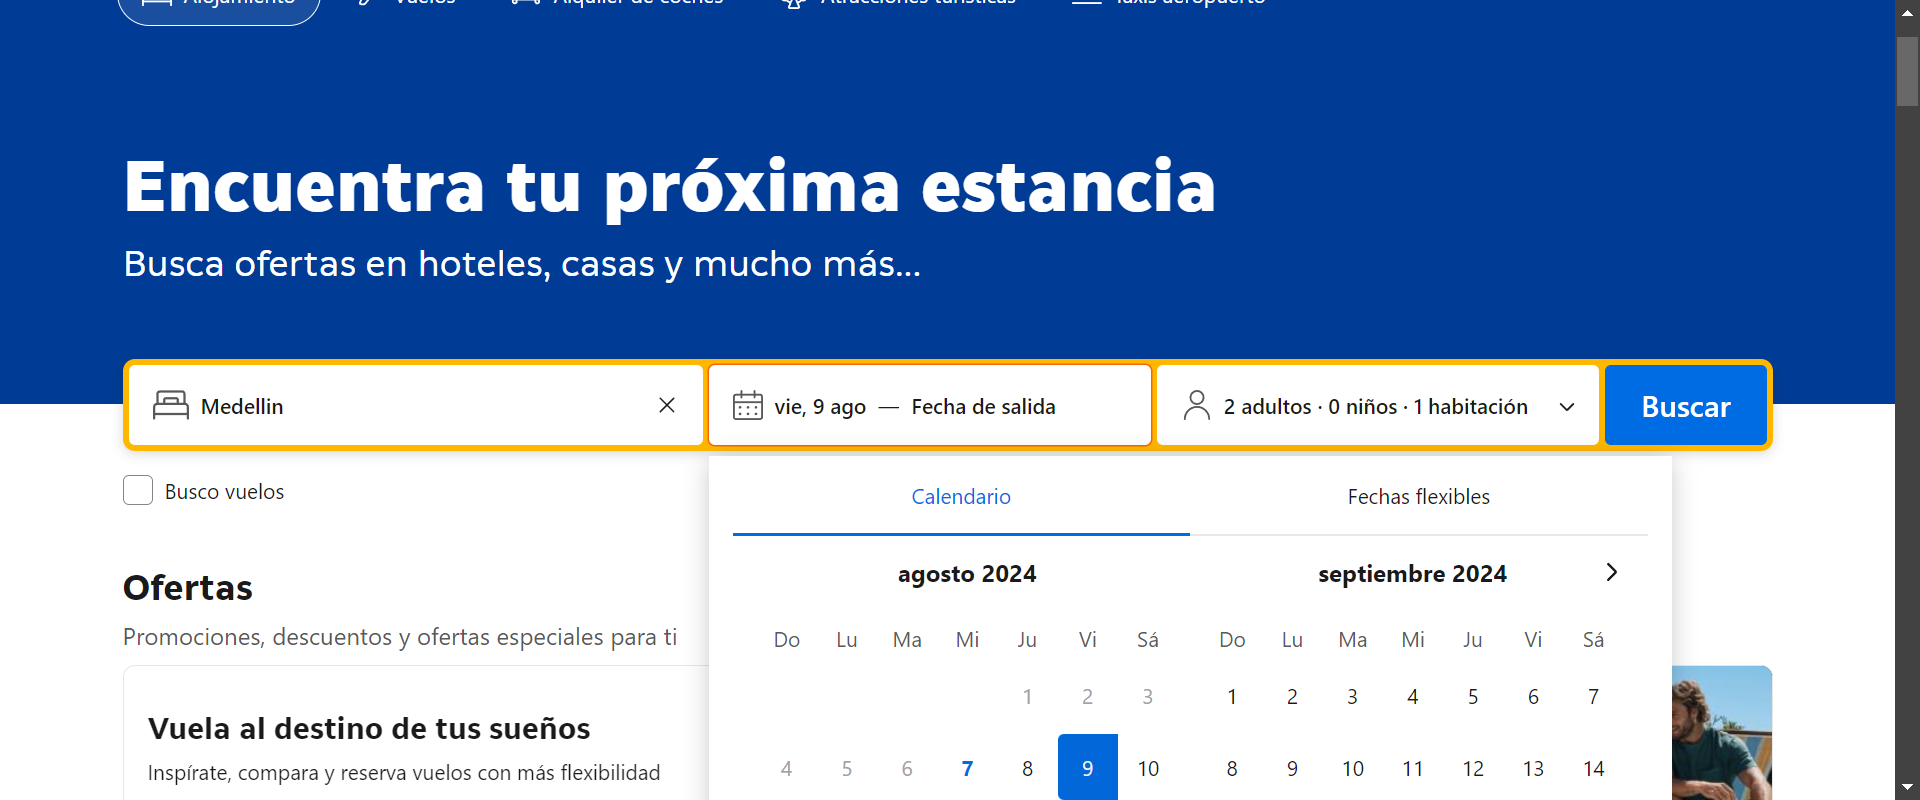 Alojamiento Vuelos Alquiler de coches Atracciones turísticas Taxis aeropuerto
Encuentra tu próxima estancia
Busca ofertas en hoteles, casas y mucho más...
Medellin
vie, 9 ago — Fecha de salida
2 adultos · 0 niños · 1 habitación
Buscar
Busco vuelos
Calendario
Fechas flexibles
Ofertas
Promociones, descuentos y ofertas especiales para ti
Vuela al destino de tus sueños
Inspírate, compara y reserva vuelos con más flexibilidad
agosto 2024
Do Lu Ma Mi Ju Vi Sá
1 2 3
4 5 6 7 8 9 10
septiembre 2024
Do Lu Ma Mi Ju Vi Sá
1 2 3 4 5 6 7
8 9 10 11 12 13 14